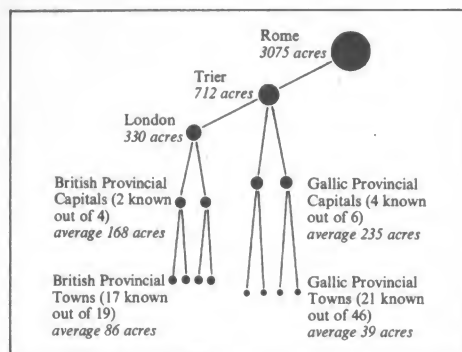 Rome
3075 acres
Trier
712 acres
London
330 acres
British Provincial
Capitals (2 known
out of 4)
average 168 acres
Gallic Provincial
Capitals (4 known
out of 6)
average 235 acres
British Provincial
Towns (17 known
out of 19)
average 86 acres
Gallic Provincial
Towns (21 known
out of 46)
average 39 acres